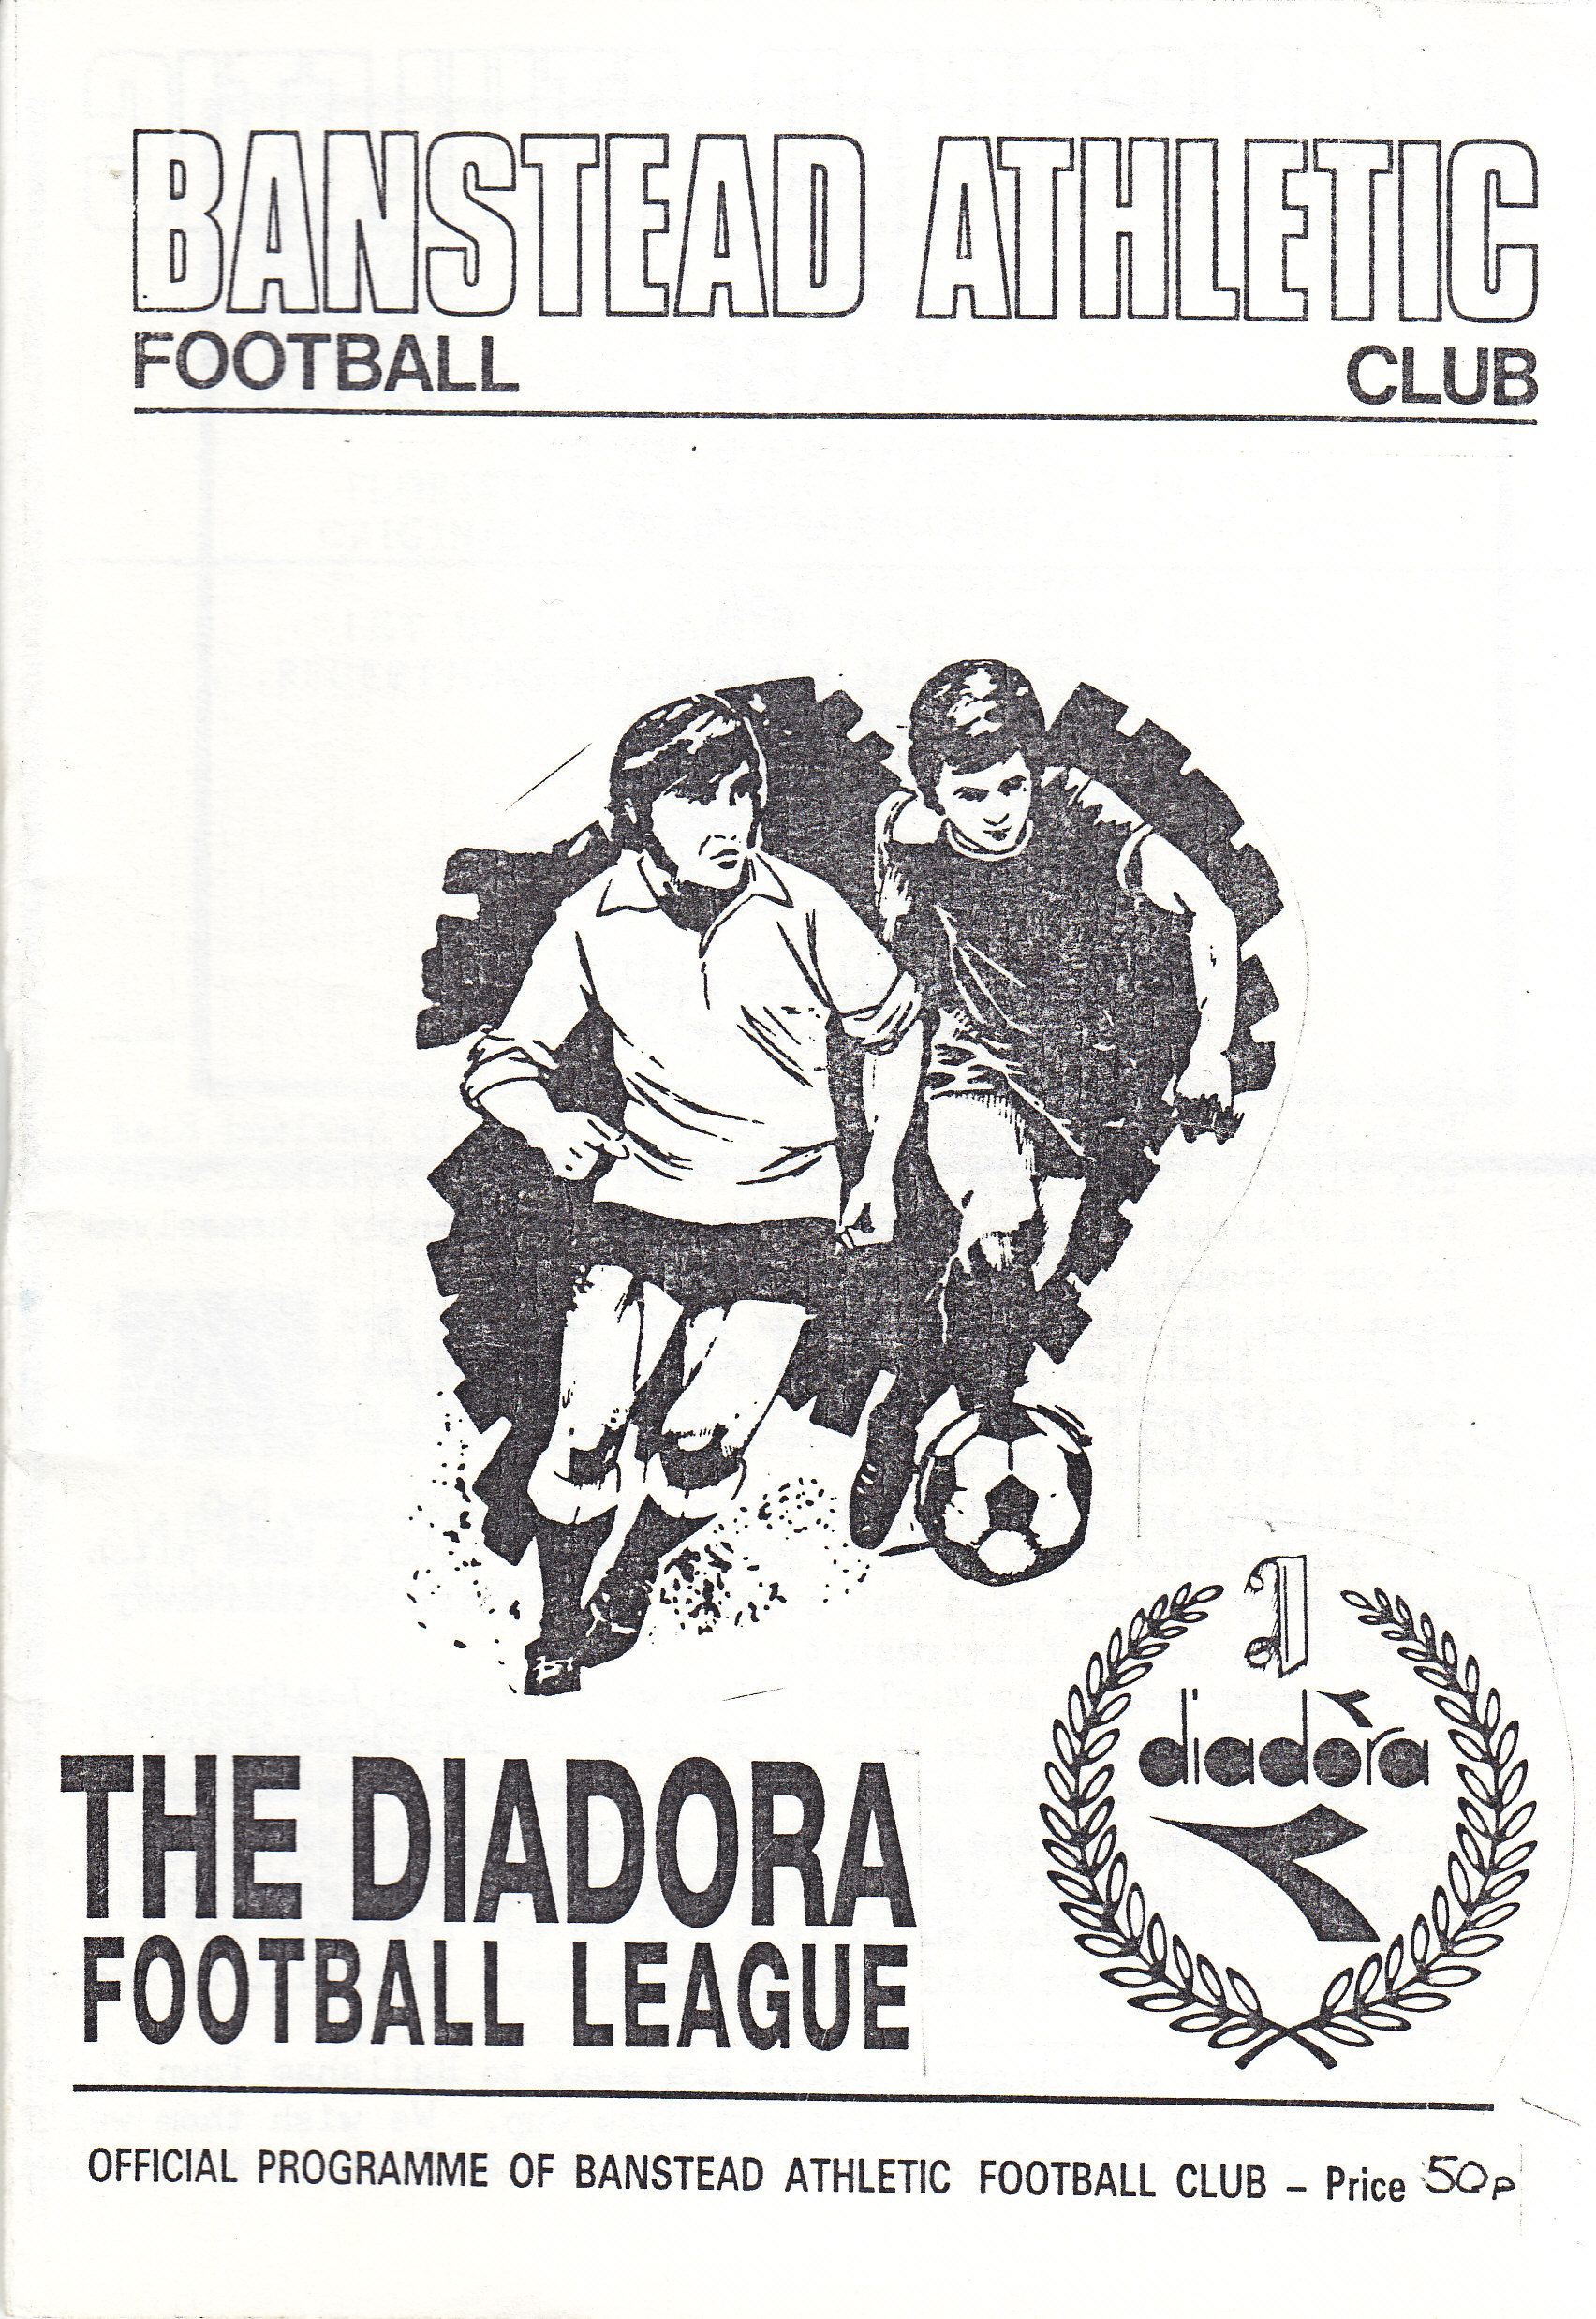 BANSTEAD ATHLETIC
FOOTBALL CLUB
diadora
THE DIADORA
FOOTBALL LEAGUE
OFFICIAL PROGRAMME OF BANSTEAD ATHLETIC FOOTBALL CLUB – Price 50p